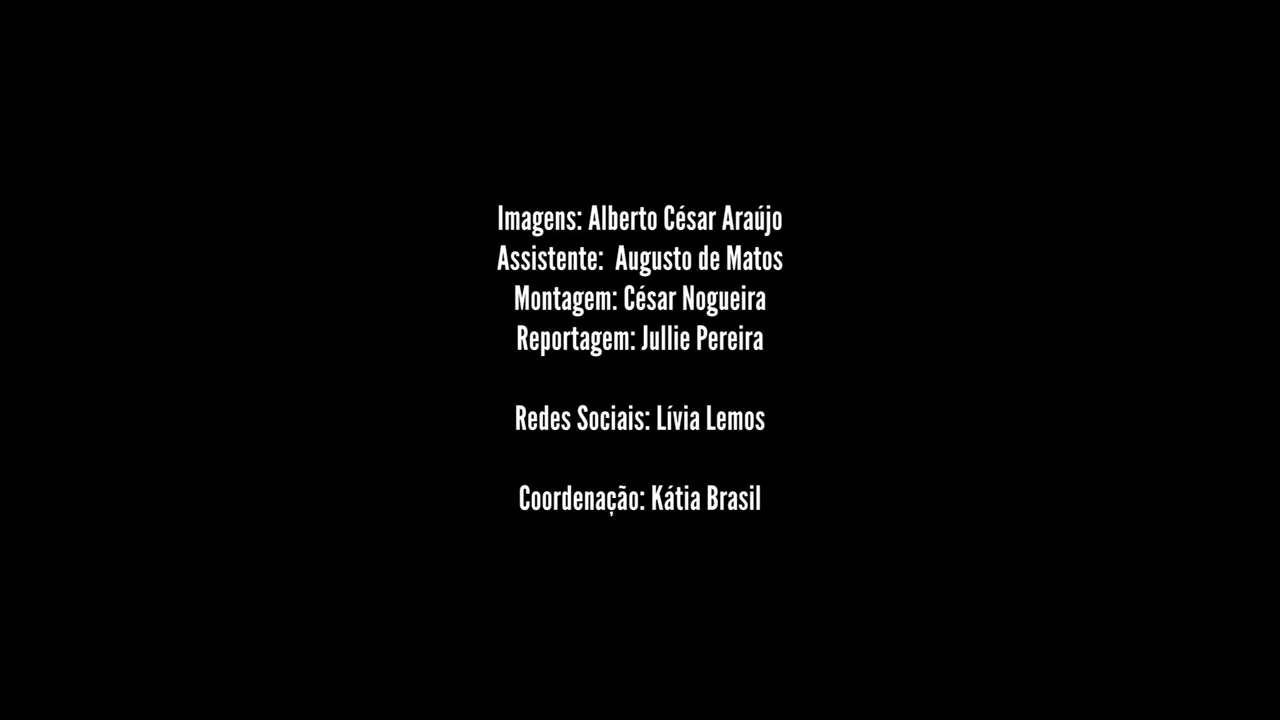 Imagens: Alberto César Araújo
Assistente:  Augusto de Matos
Montagem: César Nogueira
Reportagem: Jullie Pereira
Redes Sociais: Lívia Lemos
Coordenação: Kátia Brasil